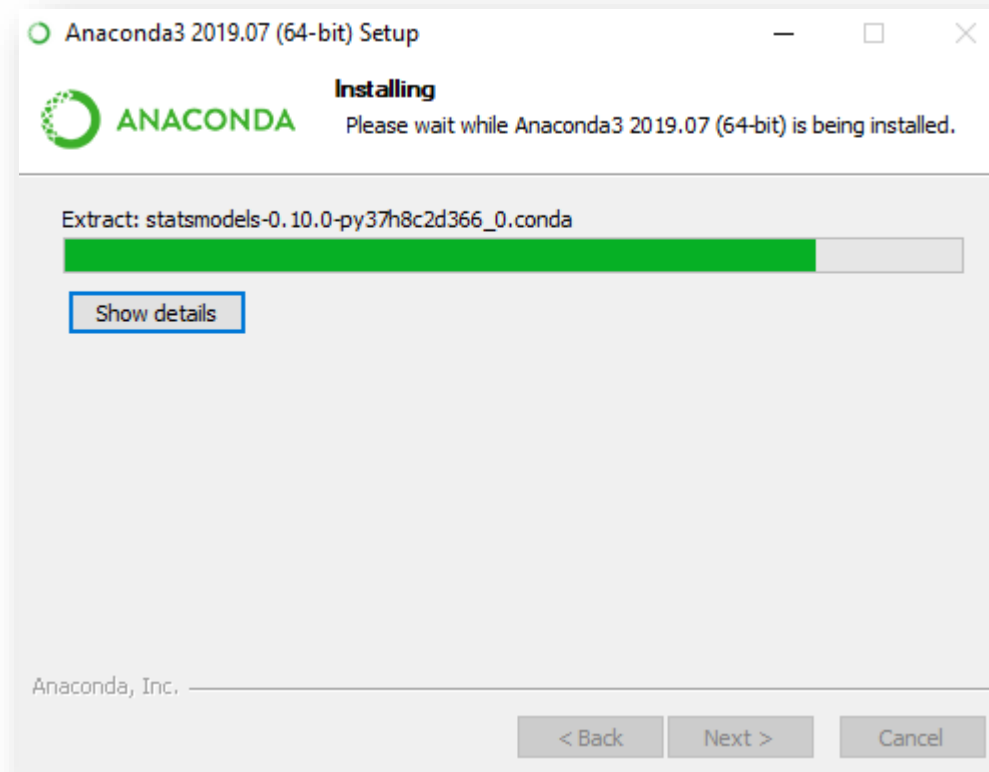 Anaconda3 2019.07 (64-bit) Setup
ANACONDA
Installing
Please wait while Anaconda3 2019.07 (64-bit) is being installed.
Extract: statsmodels-0.10.0-py37h8c2d366_0.conda
Show details
Anaconda, Inc.
< Back
Next >
Cancel